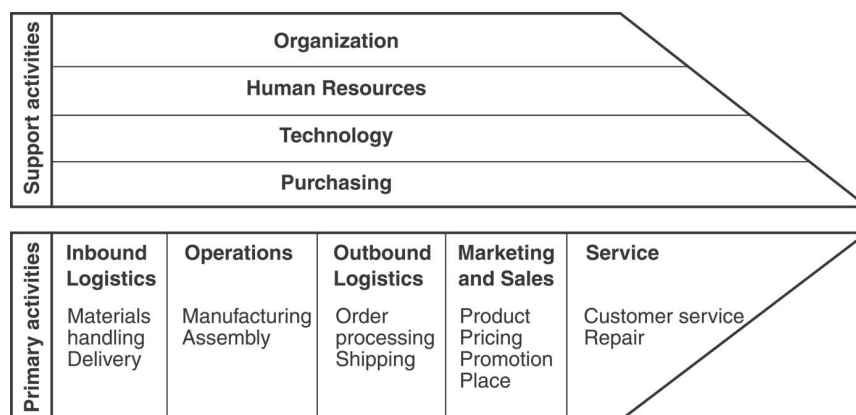 Support activities
Organization
Human Resources
Technology
Purchasing
Primary activities
Inbound
Logistics
Materials
handling
Delivery
Operations
Manufacturing
Assembly
Outbound
Logistics
Order
processing
Shipping
Marketing
and Sales
Product
Pricing
Promotion
Place
Service
Customer service
Repair